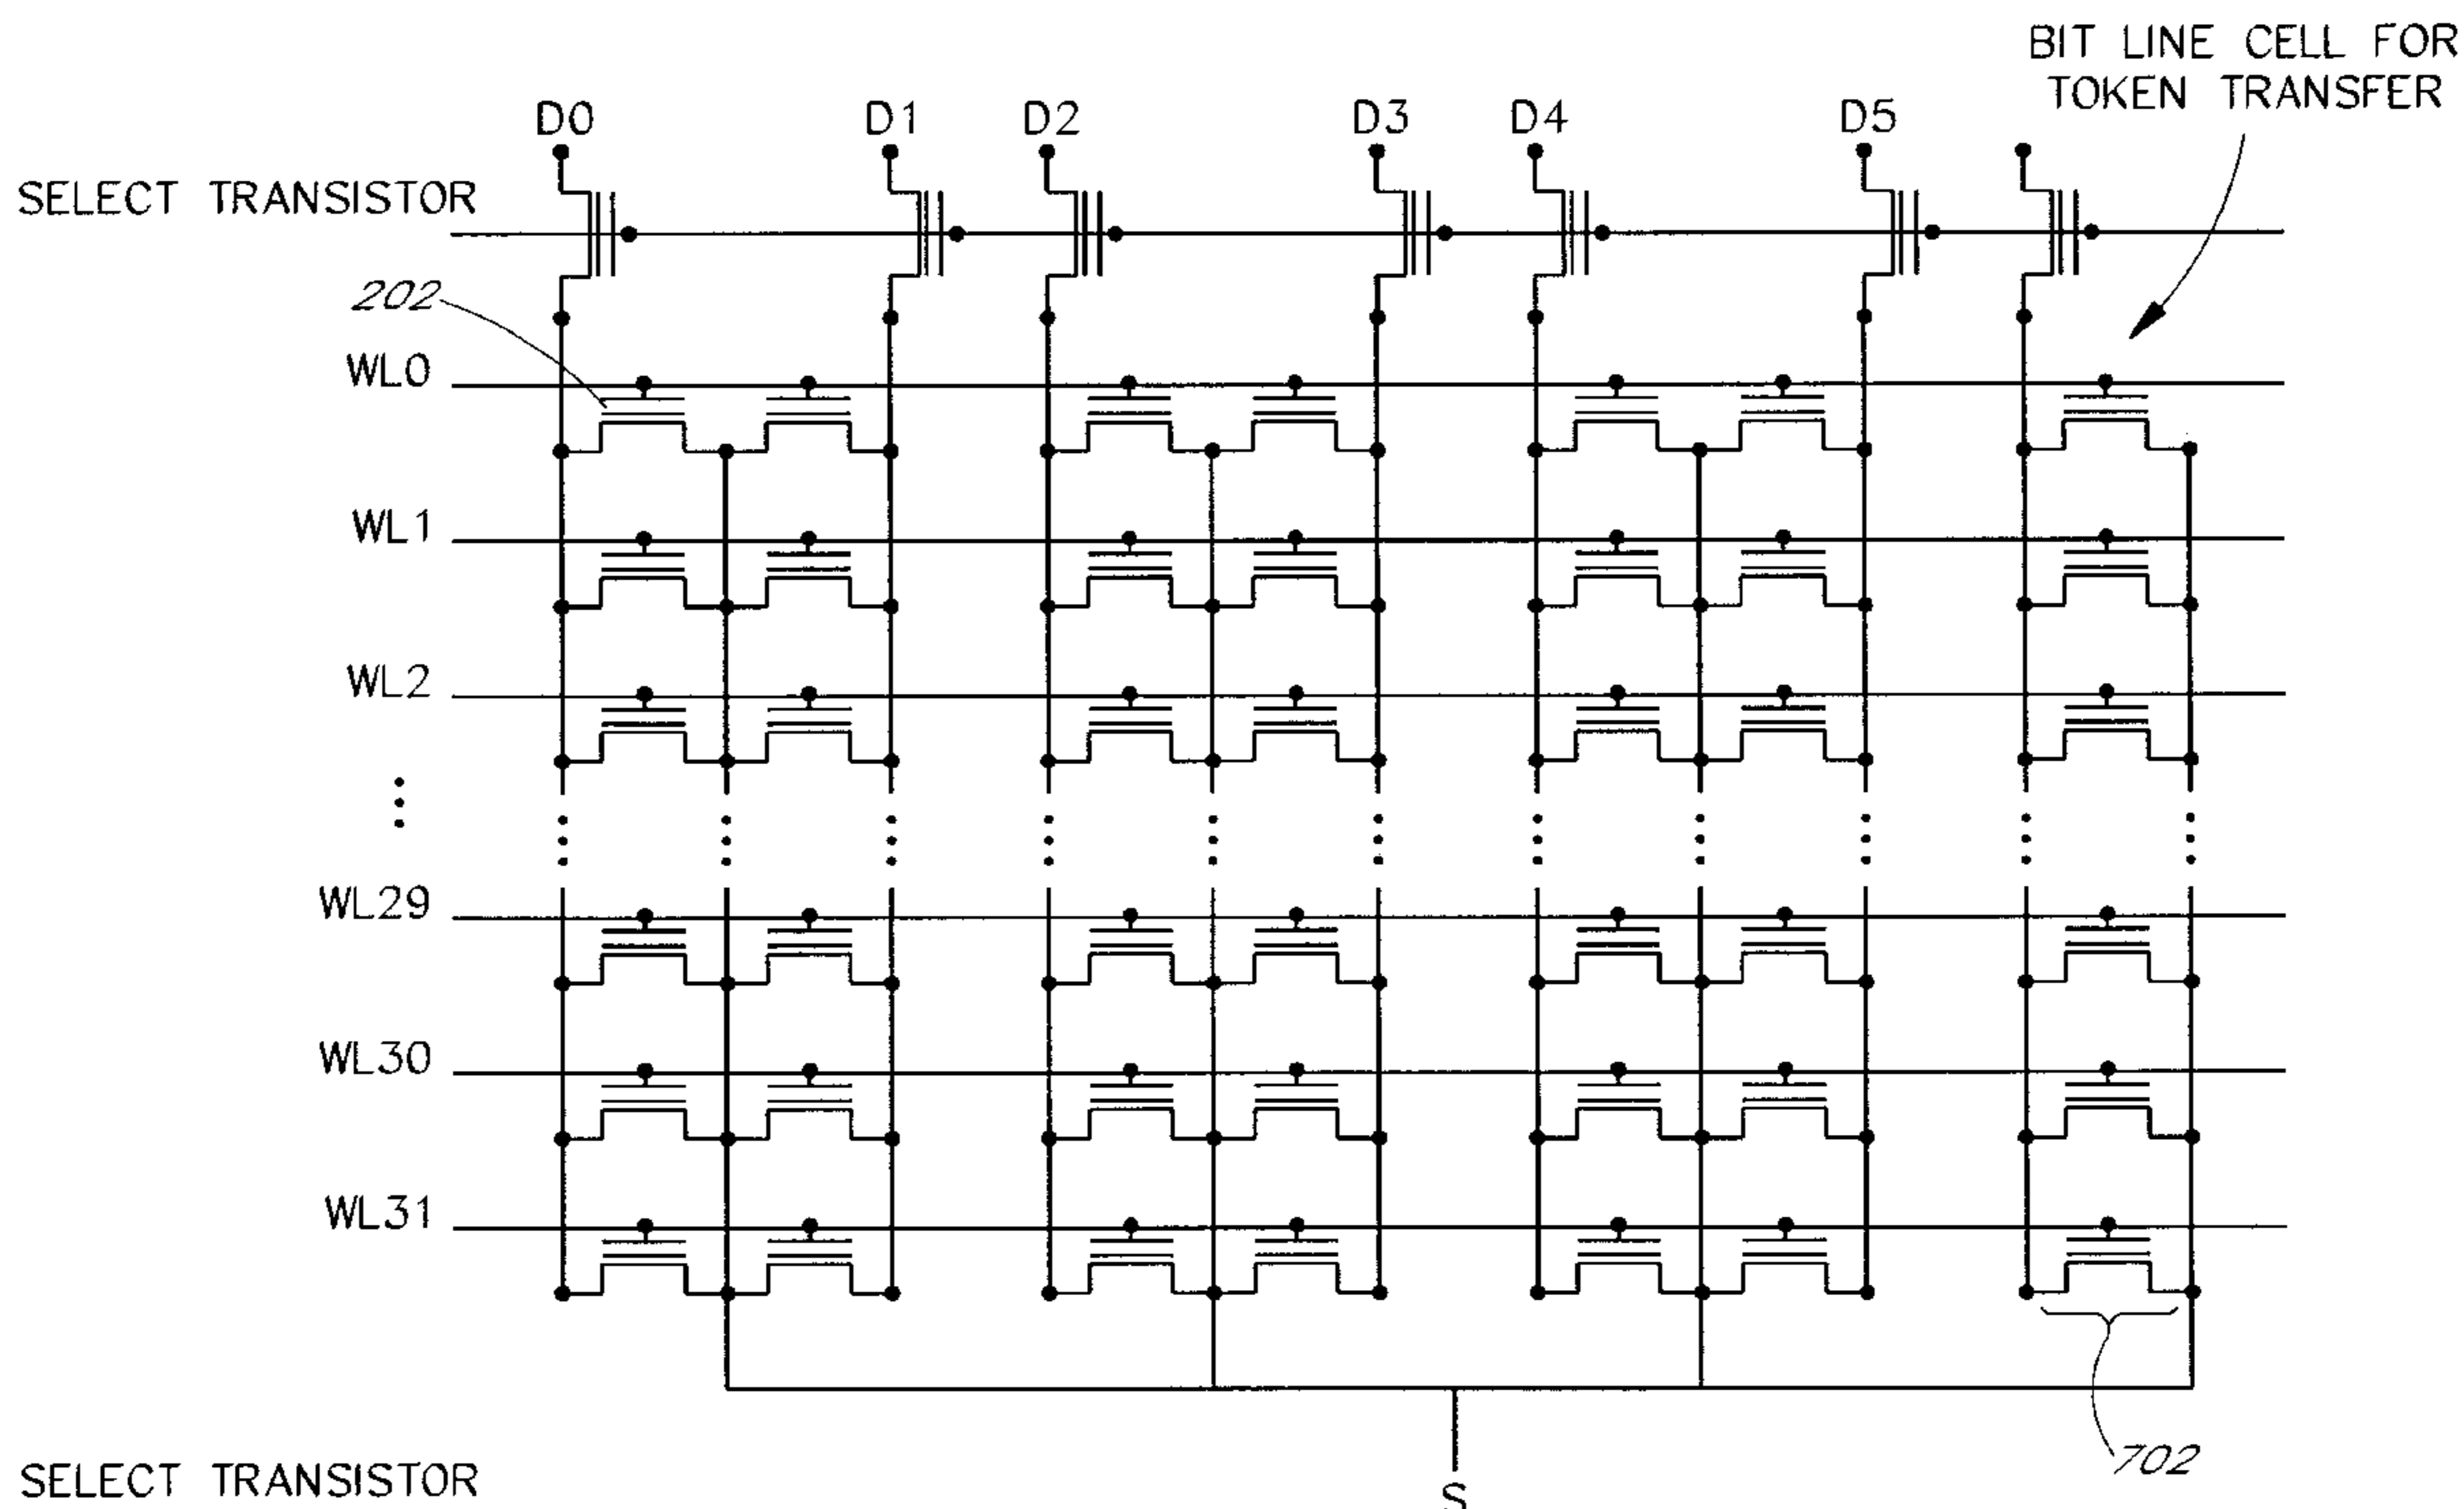 BIT LINE CELL FOR
TOKEN TRANSFER
D0 D1 D2 D3 D4 D5
SELECT TRANSISTOR
202
WL0
WL1
WL2
WL29
WL30
WL31
702
SELECT TRANSISTOR
S